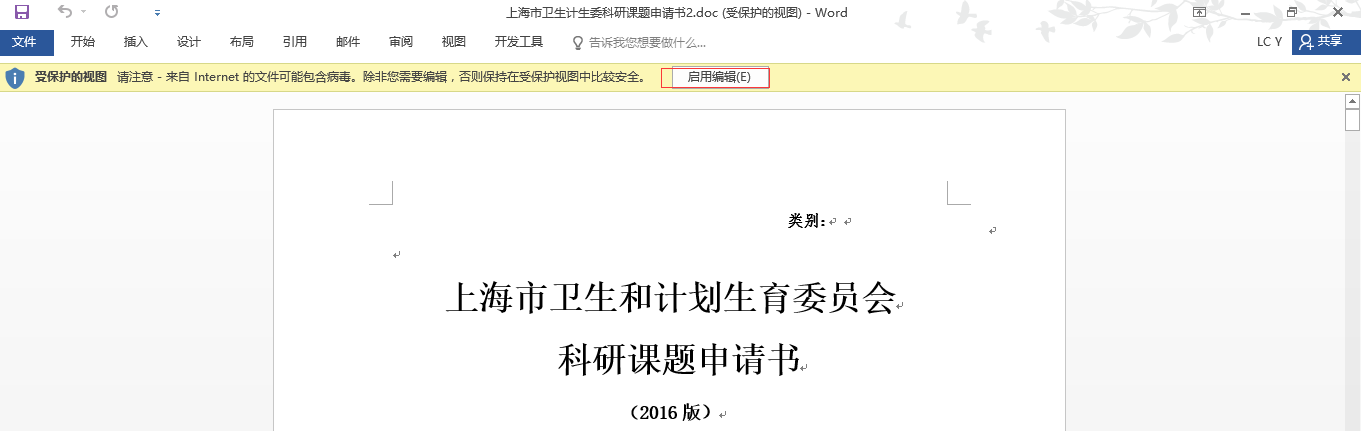 上海市卫生计生委科研课题申请书2.doc (受保护的视图) - Word
文件 开始 插入 设计 布局 引用 邮件 审阅 视图 开发工具 告诉我您想要做什么... LC Y 共享
受保护的视图 请注意 - 来自 Internet 的文件可能包含病毒。除非您需要编辑，否则保持在受保护视图中比较安全。 启用编辑(E)
类别：
上海市卫生和计划生育委员会
科研课题申请书
（2016 版）